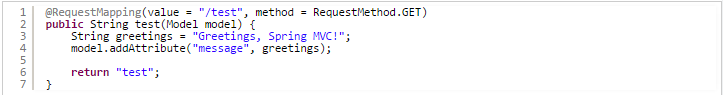 1 @RequestMapping(value = "/test", method = RequestMethod.GET)
2 public String test(Model model) {
3     String greetings = "Greetings, Spring MVC!";
4     model.addAttribute("message", greetings);
5
6     return "test";
7 }